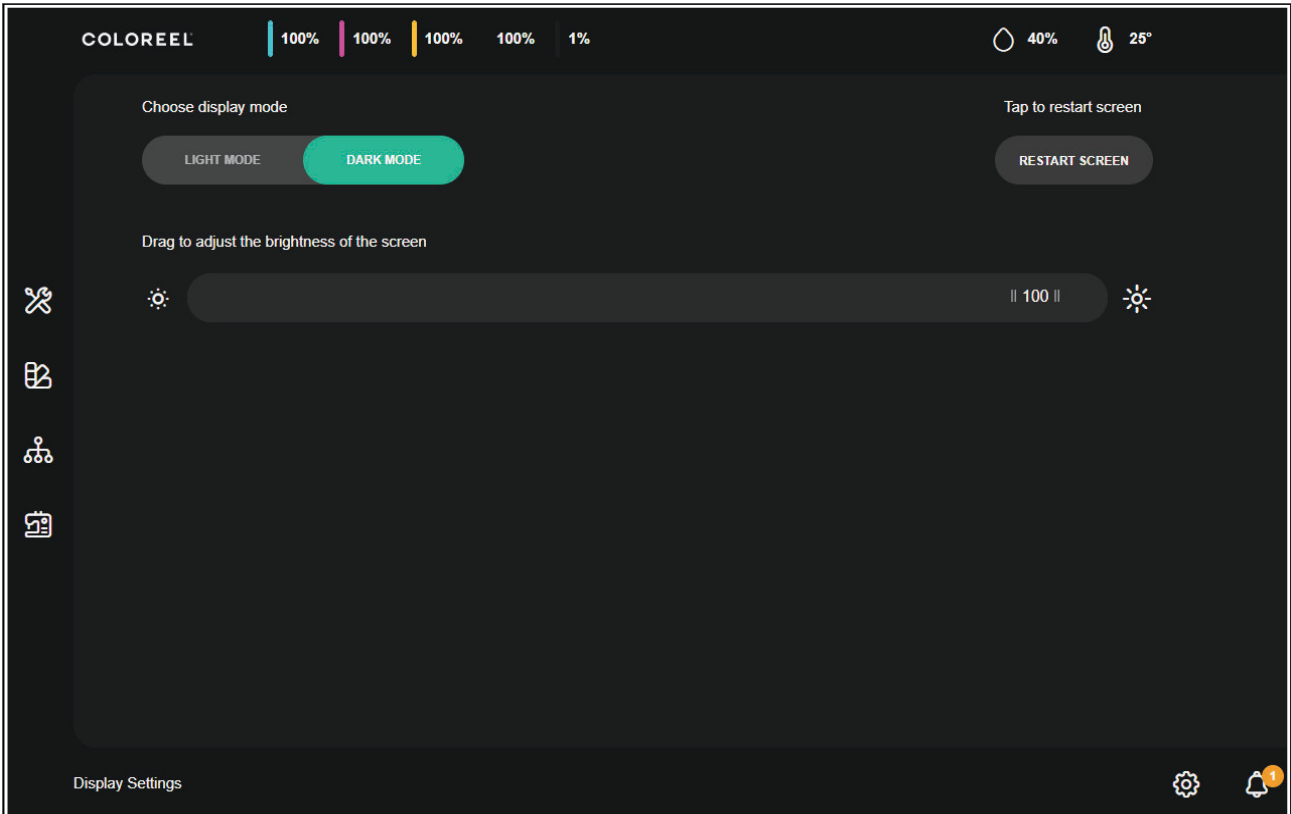 COLOREEL 100% 100% 100% 100% 1% 40% 25°
Choose display mode Tap to restart screen
LIGHT MODE DARK MODE RESTART SCREEN
Drag to adjust the brightness of the screen
|| 100 ||
Display Settings 1